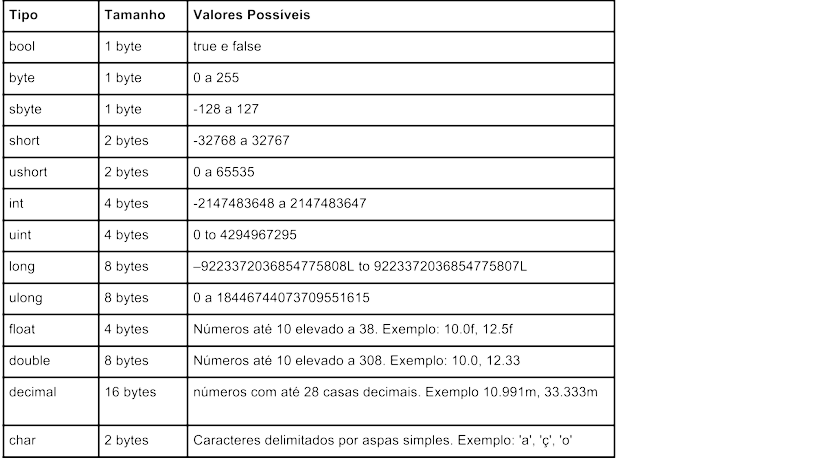 Tipo Tamanho Valores Possíveis
bool 1 byte true e false
byte 1 byte 0 a 255
sbyte 1 byte -128 a 127
short 2 bytes -32768 a 32767
ushort 2 bytes 0 a 65535
int 4 bytes -2147483648 a 2147483647
uint 4 bytes 0 to 4294967295
long 8 bytes –9223372036854775808L to 9223372036854775807L
ulong 8 bytes 0 a 18446744073709551615
float 4 bytes Números até 10 elevado a 38. Exemplo: 10.0f, 12.5f
double 8 bytes Números até 10 elevado a 308. Exemplo: 10.0, 12.33
decimal 16 bytes números com até 28 casas decimais. Exemplo 10.991m, 33.333m
char 2 bytes Caracteres delimitados por aspas simples. Exemplo: 'a', 'ç', 'o'